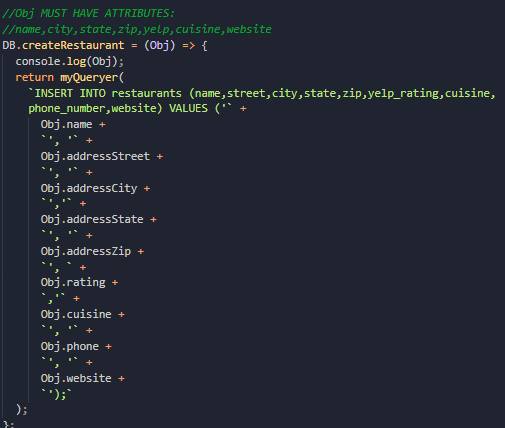 //Obj MUST HAVE ATTRIBUTES:
//name,city,state,zip,yelp,cuisine,website
DB.createRestaurant = (Obj) => {
console.log(Obj);
return myQueryer(
`INSERT INTO restaurants (name,street,city,state,zip,yelp_rating,cuisine,
phone_number,website) VALUES ('` +
Obj.name +
`', '` +
Obj.addressStreet +
`', '` +
Obj.addressCity +
`','` +
Obj.addressState +
`', '` +
Obj.addressZip +
`', ` +
Obj.rating +
`,'` +
Obj.cuisine +
`', '` +
Obj.phone +
`', '` +
Obj.website +
`');`
);
};